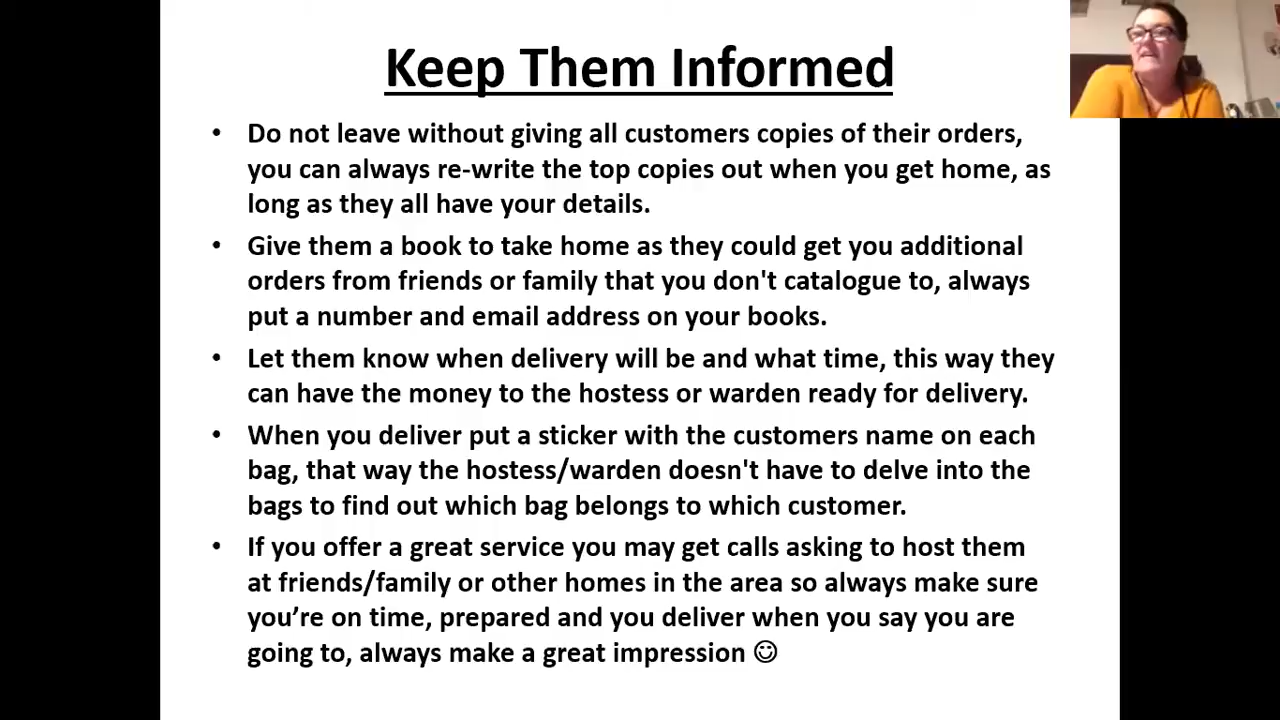 Keep Them Informed
• Do not leave without giving all customers copies of their orders,
you can always re-write the top copies out when you get home, as
long as they all have your details.
• Give them a book to take home as they could get you additional
orders from friends or family that you don't catalogue to, always
put a number and email address on your books.
• Let them know when delivery will be and what time, this way they
can have the money to the hostess or warden ready for delivery.
• When you deliver put a sticker with the customers name on each
bag, that way the hostess/warden doesn't have to delve into the
bags to find out which bag belongs to which customer.
• If you offer a great service you may get calls asking to host them
at friends/family or other homes in the area so always make sure
you’re on time, prepared and you deliver when you say you are
going to, always make a great impression ☺